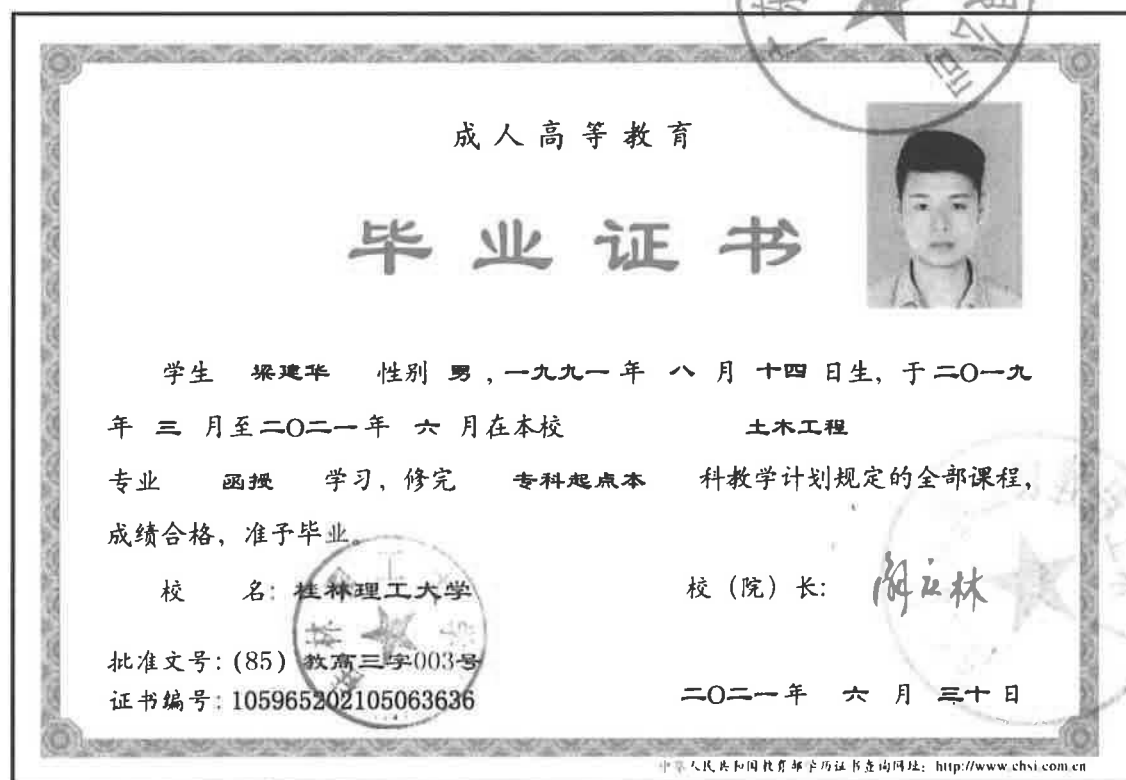 成人高等教育
毕业证书
学生 梁建华 性别 男 , 一九九一 年 八 月 十四 日生, 于 二O一九
年 三 月至 二O二一 年 六 月在本校 土木工程
专业 函授 学习, 修完 专科起点本 科教学计划规定的全部课程,
成绩合格, 准予毕业。
校 名: 桂林理工大学 校 (院) 长: 解庆林
批准文号: (85) 教高三字003号
证书编号: 105965202105063636 二O二一 年 六 月 三十 日
中华人民共和国教育部学历证书查询网址: http://www.chsi.com.cn